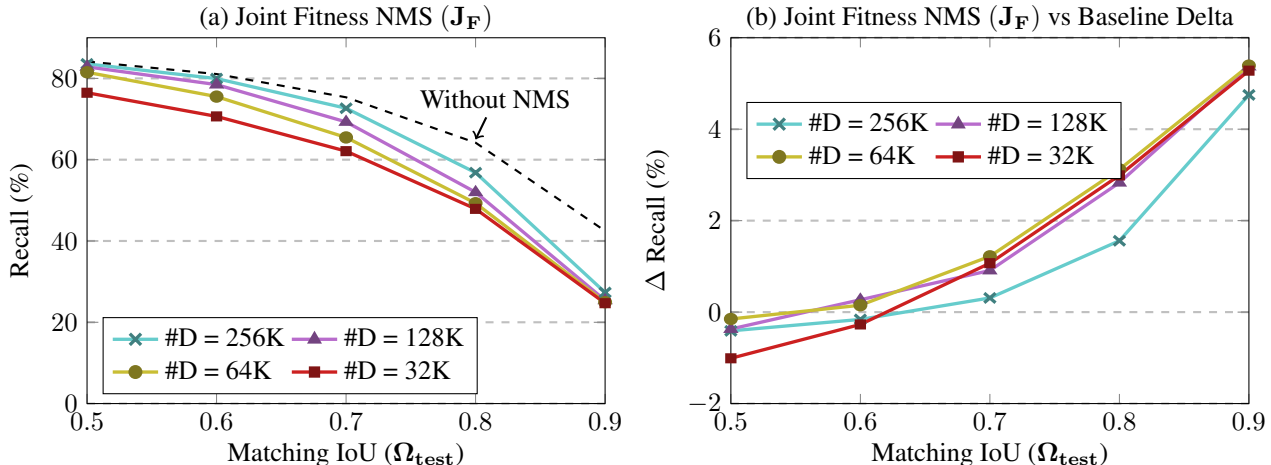 (a) Joint Fitness NMS (J_F)
Recall (%)
80
60
40
20
0
Without NMS
#D = 256K
#D = 128K
#D = 64K
#D = 32K
0.5 0.6 0.7 0.8 0.9
Matching IoU (Ω_test)
(b) Joint Fitness NMS (J_F) vs Baseline Delta
Δ Recall (%)
6
4
2
0
−2
#D = 256K
#D = 128K
#D = 64K
#D = 32K
0.5 0.6 0.7 0.8 0.9
Matching IoU (Ω_test)